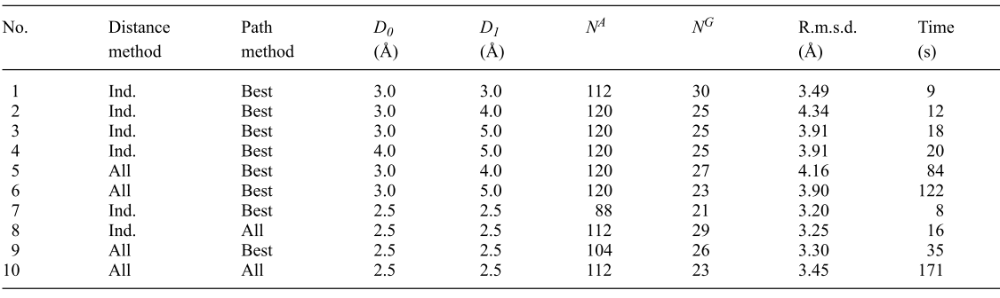 No. Distance Path D0 D1 NA NG R.m.s.d. Time
method method (Å) (Å) (Å) (s)
1 Ind. Best 3.0 3.0 112 30 3.49 9
2 Ind. Best 3.0 4.0 120 25 4.34 12
3 Ind. Best 3.0 5.0 120 25 3.91 18
4 Ind. Best 4.0 5.0 120 25 3.91 20
5 All Best 3.0 4.0 120 27 4.16 84
6 All Best 3.0 5.0 120 23 3.90 122
7 Ind. Best 2.5 2.5 88 21 3.20 8
8 Ind. All 2.5 2.5 112 29 3.25 16
9 All Best 2.5 2.5 104 26 3.30 35
10 All All 2.5 2.5 112 23 3.45 171